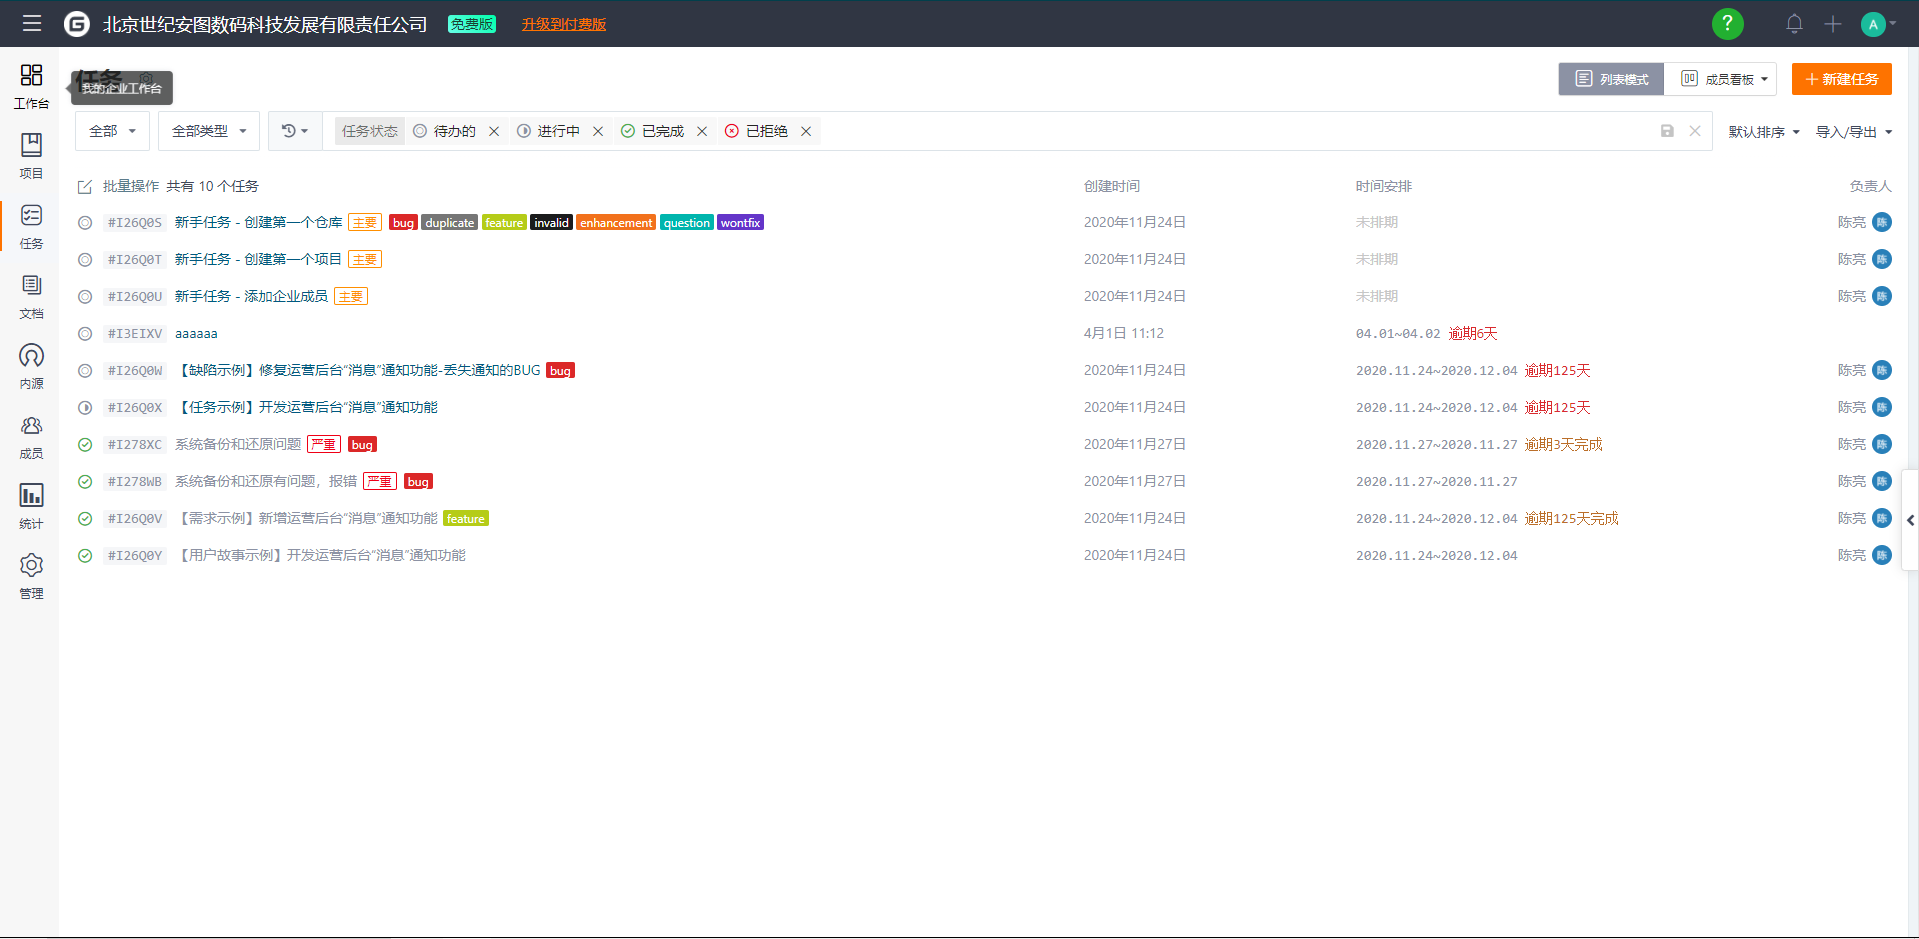 北京世纪安图数码科技发展有限责任公司 免费版 升级到付费版 ? A
工作台
项目
任务
文档
内源
成员
统计
管理
任务
我的企业工作台
列表模式 成员看板 新建任务
全部 全部类型 任务状态 待办的 进行中 已完成 已拒绝 默认排序 导入/导出
批量操作 共有 10 个任务 创建时间 时间安排 负责人
#I26Q0S 新手任务 - 创建第一个仓库 主要 bug duplicate feature invalid enhancement question wontfix 2020年11月24日 未排期 陈亮 陈
#I26Q0T 新手任务 - 创建第一个项目 主要 2020年11月24日 未排期 陈亮 陈
#I26Q0U 新手任务 - 添加企业成员 主要 2020年11月24日 未排期 陈亮 陈
#I3EIXV aaaaaa 4月1日 11:12 04.01~04.02 逾期6天
#I26Q0W 【缺陷示例】修复运营后台“消息”通知功能-丢失通知的BUG bug 2020年11月24日 2020.11.24~2020.12.04 逾期125天 陈亮 陈
#I26Q0X 【任务示例】开发运营后台“消息”通知功能 2020年11月24日 2020.11.24~2020.12.04 逾期125天 陈亮 陈
#I278XC 系统备份和还原问题 严重 bug 2020年11月27日 2020.11.27~2020.11.27 逾期3天完成 陈亮 陈
#I278WB 系统备份和还原有问题，报错 严重 bug 2020年11月27日 2020.11.27~2020.11.27 陈亮 陈
#I26Q0V 【需求示例】新增运营后台“消息”通知功能 feature 2020年11月24日 2020.11.24~2020.12.04 逾期125天完成 陈亮 陈
#I26Q0Y 【用户故事示例】开发运营后台“消息”通知功能 2020年11月24日 2020.11.24~2020.12.04 陈亮 陈